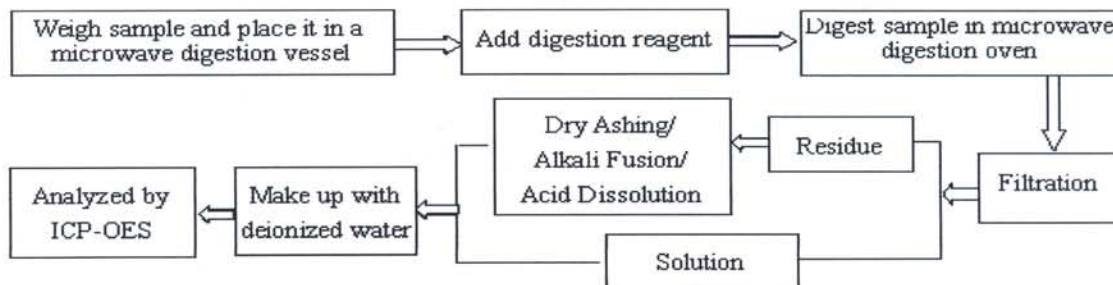 Weigh sample and place it in a
microwave digestion vessel
Add digestion reagent
Digest sample in microwave
digestion oven
Filtration
Residue
Dry Ashing/
Alkali Fusion/
Acid Dissolution
Solution
Make up with
deionized water
Analyzed by
ICP-OES